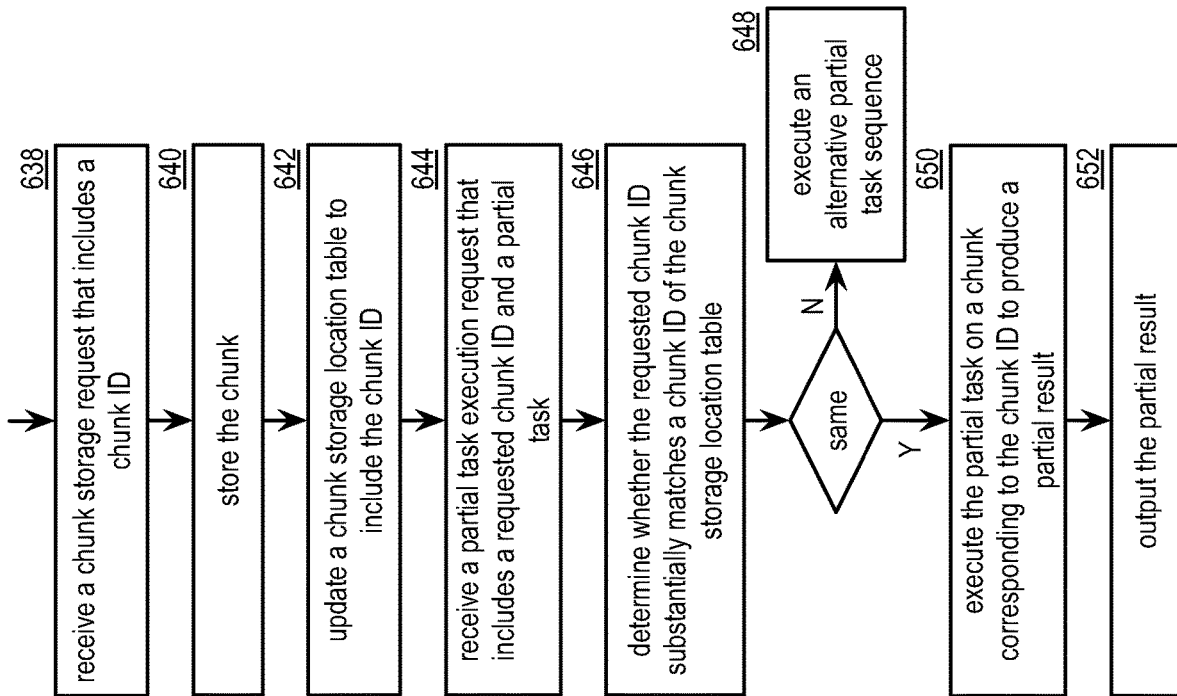 638
receive a chunk storage request that includes a
chunk ID
640
store the chunk
642
update a chunk storage location table to
include the chunk ID
644
receive a partial task execution request that
includes a requested chunk ID and a partial
task
646
determine whether the requested chunk ID
substantially matches a chunk ID of the chunk
storage location table
same
N
648
execute an
alternative partial
task sequence
Y
650
execute the partial task on a chunk
corresponding to the chunk ID to produce a
partial result
652
output the partial result